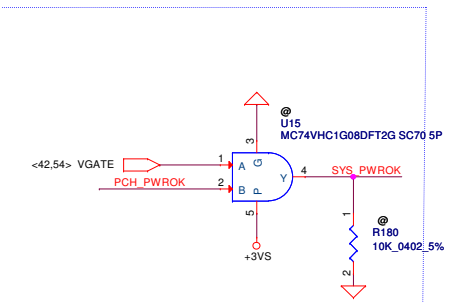 @
U15
MC74VHC1G08DFT2G SC70 5P
3
<42,54> VGATE
1
A
G
Y
4
SYS_PWROK
PCH_PWROK
2
B
P
5
+3VS
1
@
R180
10K_0402_5%
2